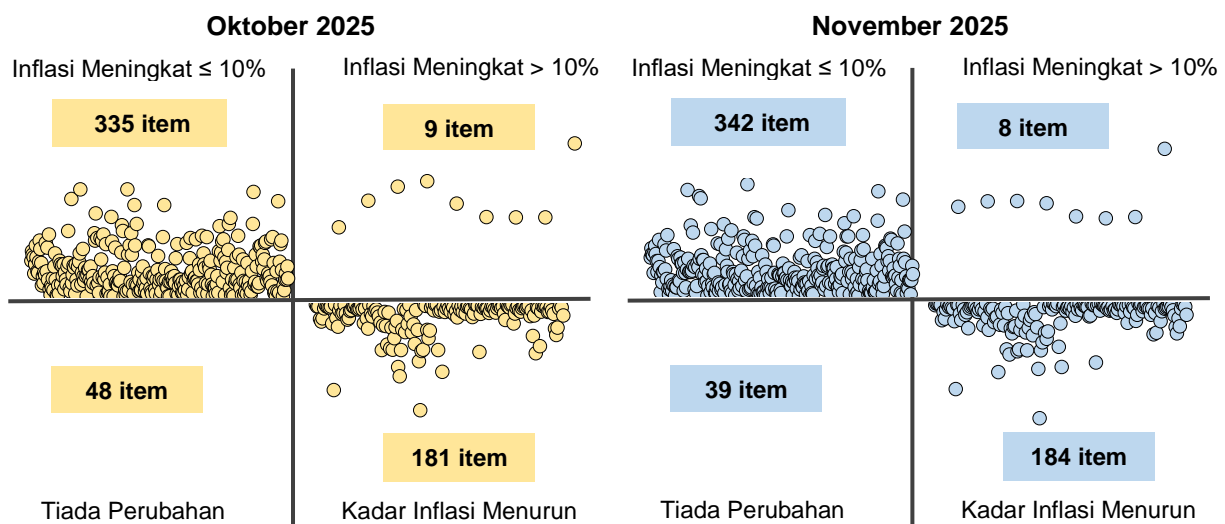 Oktober 2025
Inflasi Meningkat ≤ 10%
Inflasi Meningkat > 10%
335 item
9 item
48 item
181 item
Tiada Perubahan
Kadar Inflasi Menurun
November 2025
Inflasi Meningkat ≤ 10%
Inflasi Meningkat > 10%
342 item
8 item
39 item
184 item
Tiada Perubahan
Kadar Inflasi Menurun